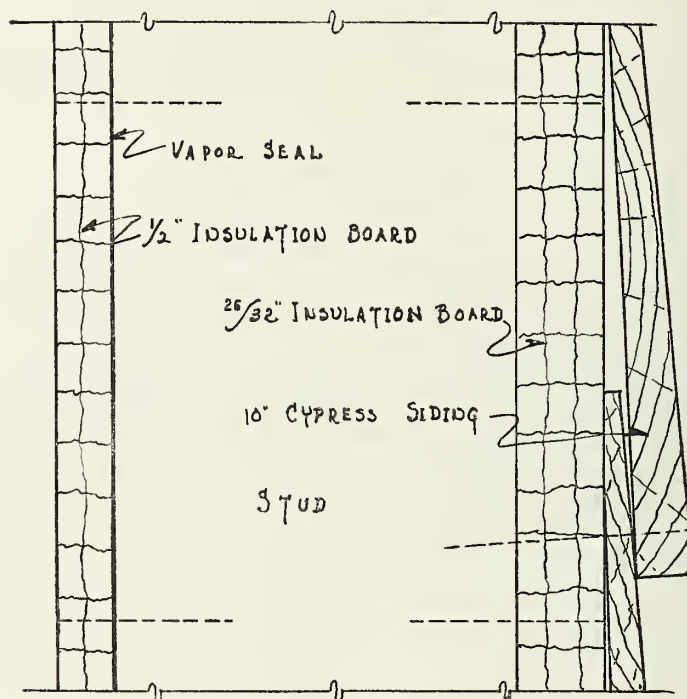 VAPOR SEAL
1/2" INSULATION BOARD
25/32" INSULATION BOARD
10" CYPRESS SIDING
STUD